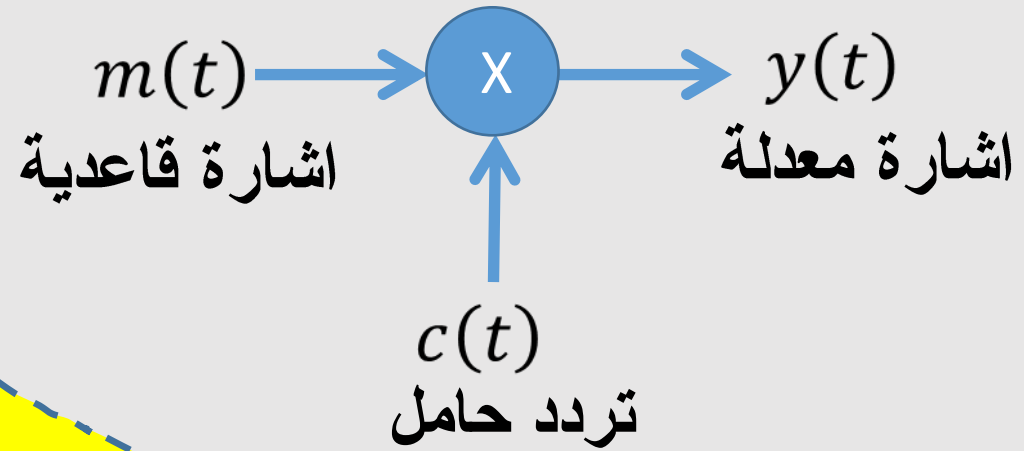 m(t) X y(t)
اشارة قاعدية اشارة معدلة
c(t)
تردد حامل